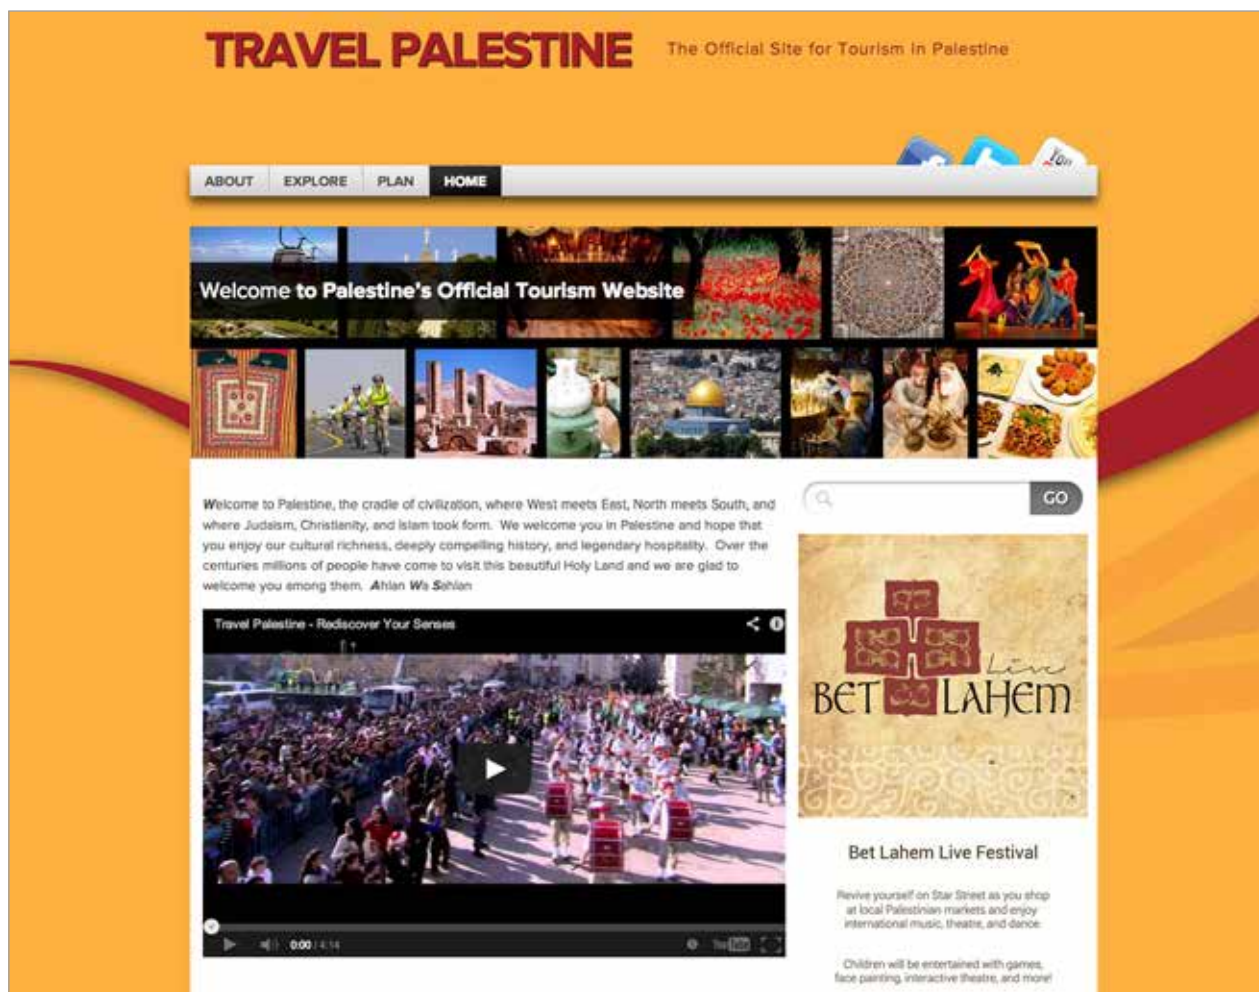 TRAVEL PALESTINE
The Official Site for Tourism in Palestine
You
ABOUT EXPLORE PLAN HOME
Welcome to Palestine's Official Tourism Website
Welcome to Palestine, the cradle of civilization, where West meets East, North meets South, and
where Judaism, Christianity, and Islam took form. We welcome you in Palestine and hope that
you enjoy our cultural richness, deeply compelling history, and legendary hospitality. Over the
centuries millions of people have come to visit this beautiful Holy Land and we are glad to
welcome you among them. Ahlan Wa Sahlan
Travel Palestine - Rediscover Your Senses
0:00 / 4:14
YouTube
GO
Live
BET LAHEM
Bet Lahem Live Festival
Revive yourself on Star Street as you shop
at local Palestinian markets and enjoy
international music, theatre, and dance
Children will be entertained with games,
face painting, interactive theatre, and more!